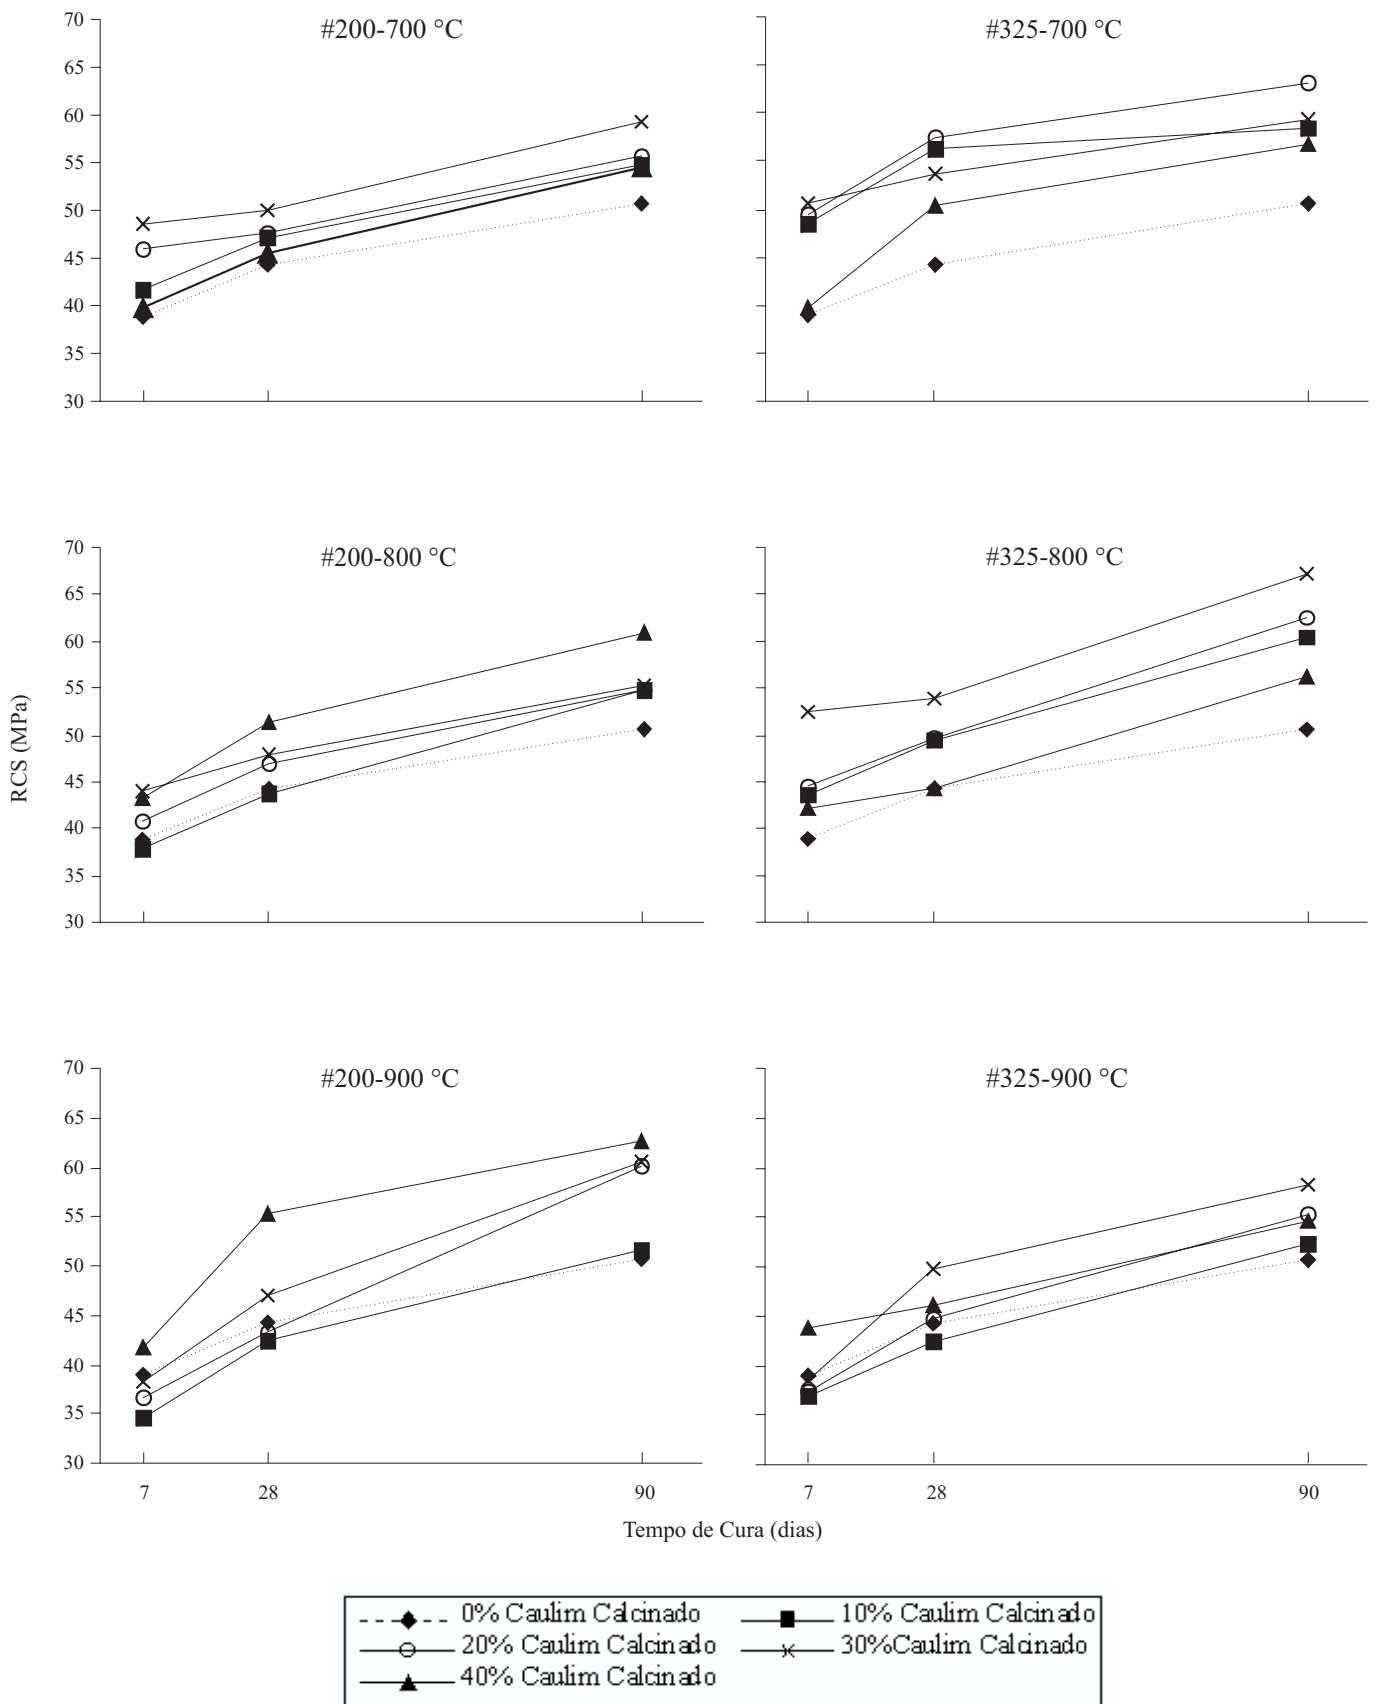 #200-700 °C
70
65
60
55
50
45
40
35
30
#325-700 °C
#200-800 °C
70
65
60
55
50
45
40
35
30
#325-800 °C
RCS (MPa)
#200-900 °C
70
65
60
55
50
45
40
35
30
7 28 90
#325-900 °C
7 28 90
Tempo de Cura (dias)
0% Caulim Calcinado 10% Caulim Calcinado
20% Caulim Calcinado 30%Caulim Calcinado
40% Caulim Calcinado